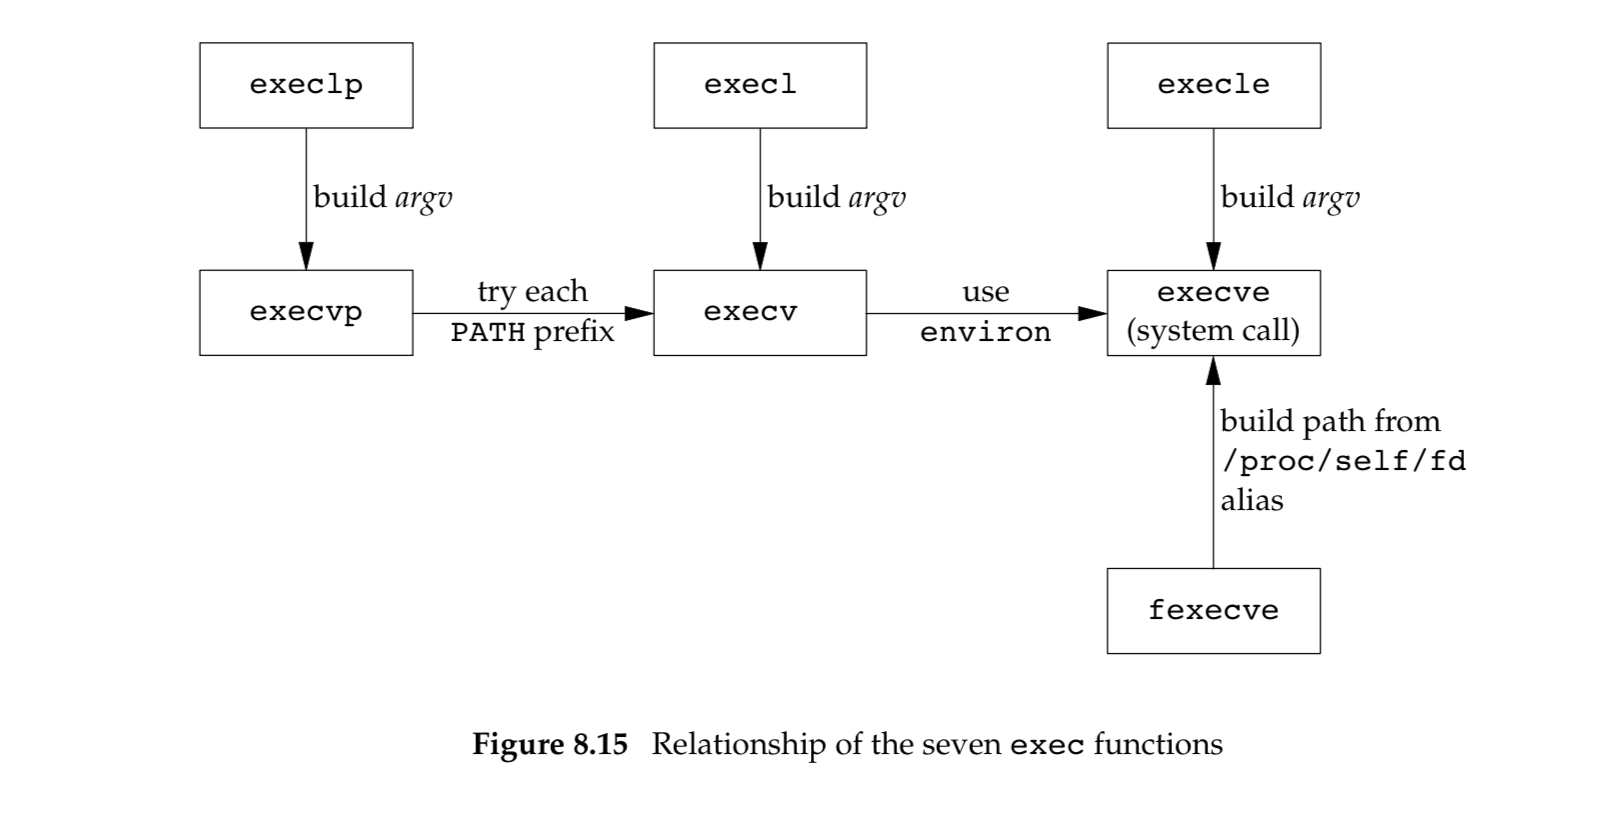 execlp
execl
execle
build argv
build argv
build argv
execvp
try each
PATH prefix
execv
use
environ
execve
(system call)
build path from
/proc/self/fd
alias
fexecve
Figure 8.15 Relationship of the seven exec functions